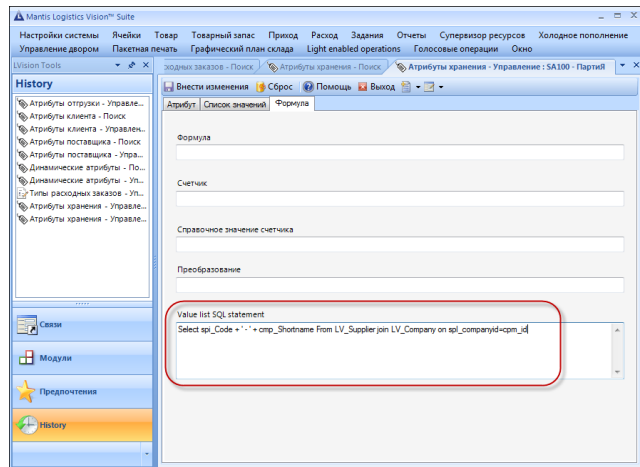 Mantis Logistics Vision™ Suite
Настройки системы Ячейки Товар Товарный запас Приход Расход Задания Отчеты Супервизор ресурсов Холодное пополнение
Управление двором Пакетная печать Графический план склада Light enabled operations Голосовые операции Окно
LVision Tools
сходных заказов - Поиск Атрибуты хранения - Поиск Атрибуты хранения - Управление : SA100 - Партий
History
Внести изменения Сброс Помощь Выход
Атрибут Список значений Формула
Атрибуты отгрузки - Управле...
Атрибуты клиента - Поиск
Атрибуты клиента - Управлен...
Атрибуты поставщика - Поиск
Атрибуты поставщика - Упра...
Динамические атрибуты - По...
Динамические атрибуты - Уп...
Типы расходных заказов - Уп...
Атрибуты хранения - Управле...
Атрибуты хранения - Управле...
Формула
Счетчик
Справочное значение счетчика
Преобразование
Value list SQL statement
Select spi_Code + ' - ' + cmp_Shortname From LV_Supplier join LV_Company on spl_companyid=cpm_id
Связи
Модули
Предпочтения
History